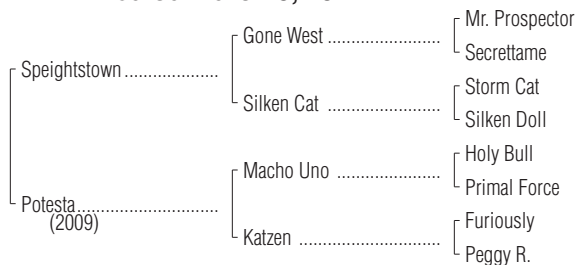 Mr. Prospector
Gone West
Secrettame
Speightstown
Storm Cat
Silken Cat
Silken Doll
Holy Bull
Macho Uno
Primal Force
Potesta
(2009)
Furiously
Katzen
Peggy R.